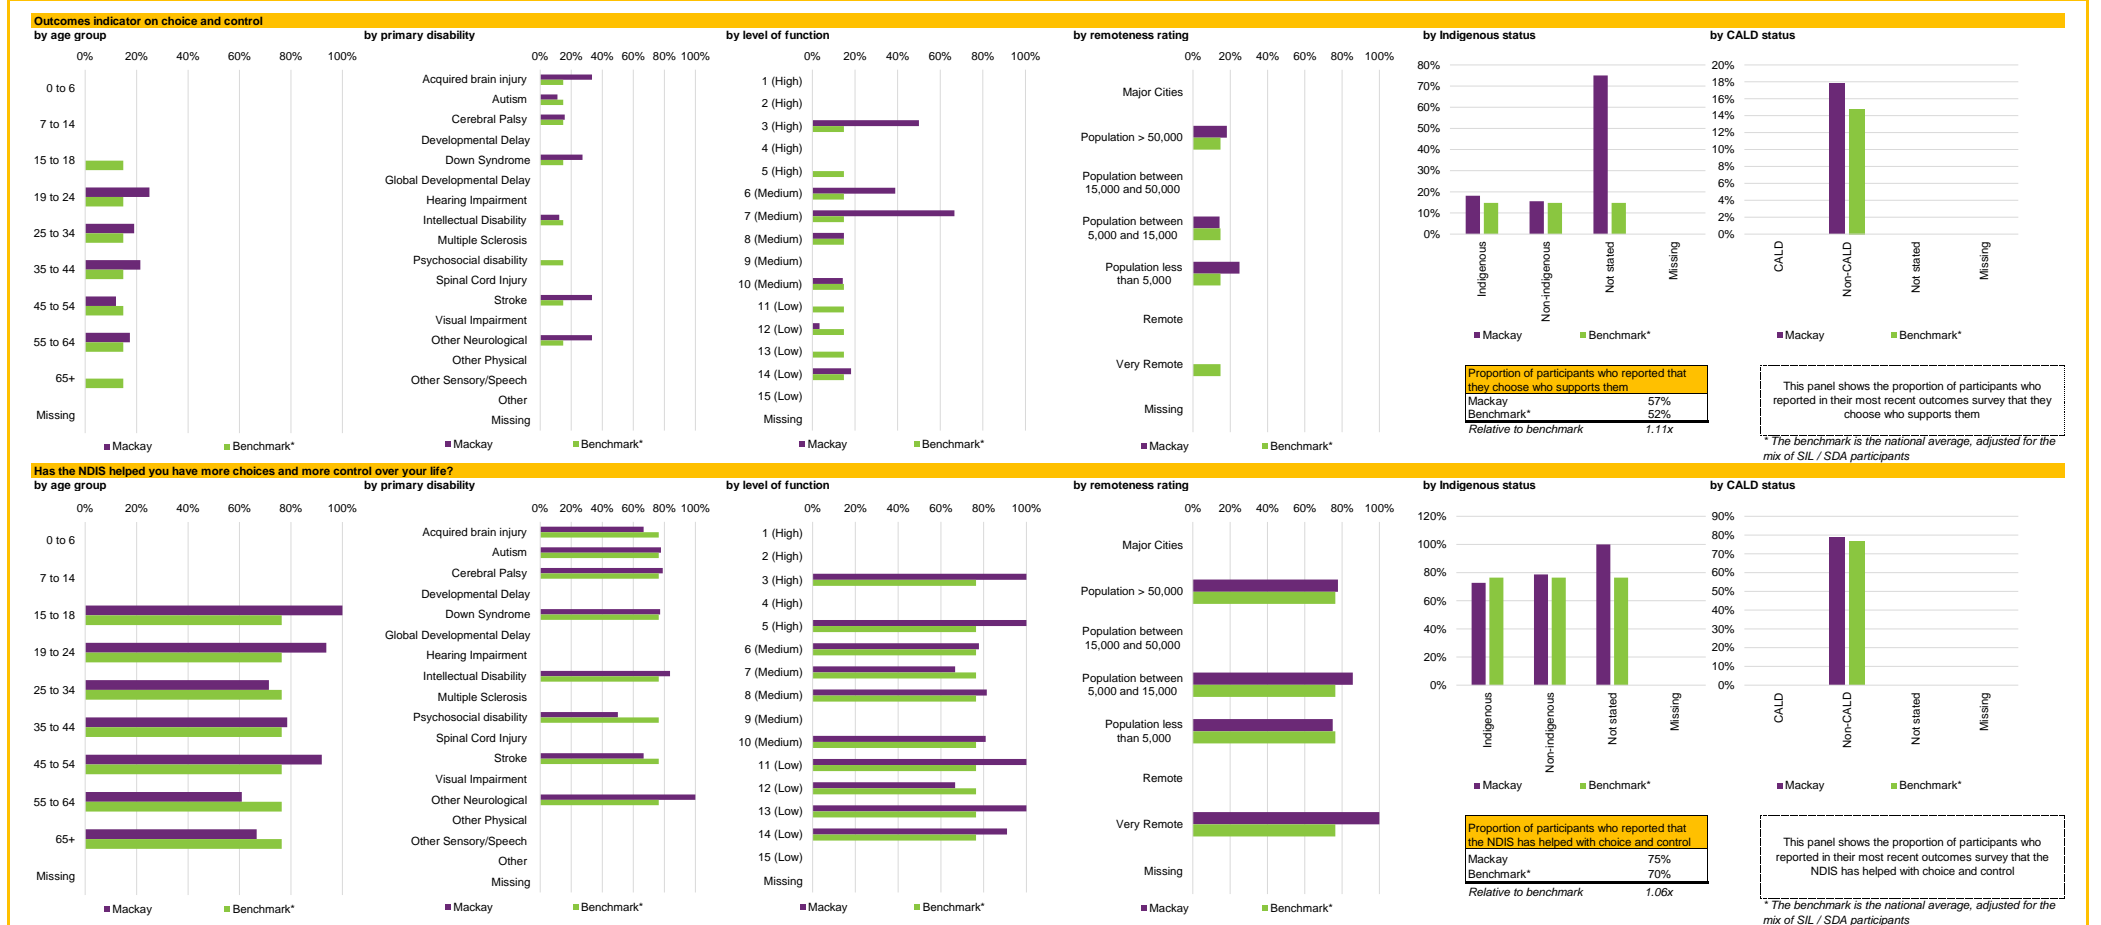 Outcomes indicator on choice and control
by age group
0% 20% 40% 60% 80% 100%
0 to 6
7 to 14
15 to 18
19 to 24
25 to 34
35 to 44
45 to 54
55 to 64
65+
Missing
Mackay Benchmark*
by primary disability
0% 20% 40% 60% 80% 100%
Acquired brain injury
Autism
Cerebral Palsy
Developmental Delay
Down Syndrome
Global Developmental Delay
Hearing Impairment
Intellectual Disability
Multiple Sclerosis
Psychosocial disability
Spinal Cord Injury
Stroke
Visual Impairment
Other Neurological
Other Physical
Other Sensory/Speech
Other
Missing
Mackay Benchmark*
by level of function
0% 20% 40% 60% 80% 100%
1 (High)
2 (High)
3 (High)
4 (High)
5 (High)
6 (Medium)
7 (Medium)
8 (Medium)
9 (Medium)
10 (Medium)
11 (Low)
12 (Low)
13 (Low)
14 (Low)
15 (Low)
Missing
Mackay Benchmark*
by remoteness rating
0% 20% 40% 60% 80% 100%
Major Cities
Population > 50,000
Population between
15,000 and 50,000
Population between
5,000 and 15,000
Population less
than 5,000
Remote
Very Remote
Missing
Mackay Benchmark*
by Indigenous status
80%
70%
60%
50%
40%
30%
20%
10%
0%
Indigenous
Non-indigenous
Not stated
Missing
Mackay Benchmark*
by CALD status
20%
18%
16%
14%
12%
10%
8%
6%
4%
2%
0%
CALD
Non-CALD
Not stated
Missing
Mackay Benchmark*
Proportion of participants who reported that
they choose who supports them
Mackay 57%
Benchmark* 52%
Relative to benchmark 1.11x
This panel shows the proportion of participants who
reported in their most recent outcomes survey that they
choose who supports them
* The benchmark is the national average, adjusted for the
mix of SIL / SDA participants
Has the NDIS helped you have more choices and more control over your life?
by age group
0% 20% 40% 60% 80% 100%
0 to 6
7 to 14
15 to 18
19 to 24
25 to 34
35 to 44
45 to 54
55 to 64
65+
Missing
Mackay Benchmark*
by primary disability
0% 20% 40% 60% 80% 100%
Acquired brain injury
Autism
Cerebral Palsy
Developmental Delay
Down Syndrome
Global Developmental Delay
Hearing Impairment
Intellectual Disability
Multiple Sclerosis
Psychosocial disability
Spinal Cord Injury
Stroke
Visual Impairment
Other Neurological
Other Physical
Other Sensory/Speech
Other
Missing
Mackay Benchmark*
by level of function
0% 20% 40% 60% 80% 100%
1 (High)
2 (High)
3 (High)
4 (High)
5 (High)
6 (Medium)
7 (Medium)
8 (Medium)
9 (Medium)
10 (Medium)
11 (Low)
12 (Low)
13 (Low)
14 (Low)
15 (Low)
Missing
Mackay Benchmark*
by remoteness rating
0% 20% 40% 60% 80% 100%
Major Cities
Population > 50,000
Population between
15,000 and 50,000
Population between
5,000 and 15,000
Population less
than 5,000
Remote
Very Remote
Missing
Mackay Benchmark*
by Indigenous status
120%
100%
80%
60%
40%
20%
0%
Indigenous
Non-indigenous
Not stated
Missing
Mackay Benchmark*
by CALD status
90%
80%
70%
60%
50%
40%
30%
20%
10%
0%
CALD
Non-CALD
Not stated
Missing
Mackay Benchmark*
Proportion of participants who reported that
the NDIS has helped with choice and control
Mackay 75%
Benchmark* 70%
Relative to benchmark 1.06x
This panel shows the proportion of participants who
reported in their most recent outcomes survey that the
NDIS has helped with choice and control
* The benchmark is the national average, adjusted for the
mix of SIL / SDA participants